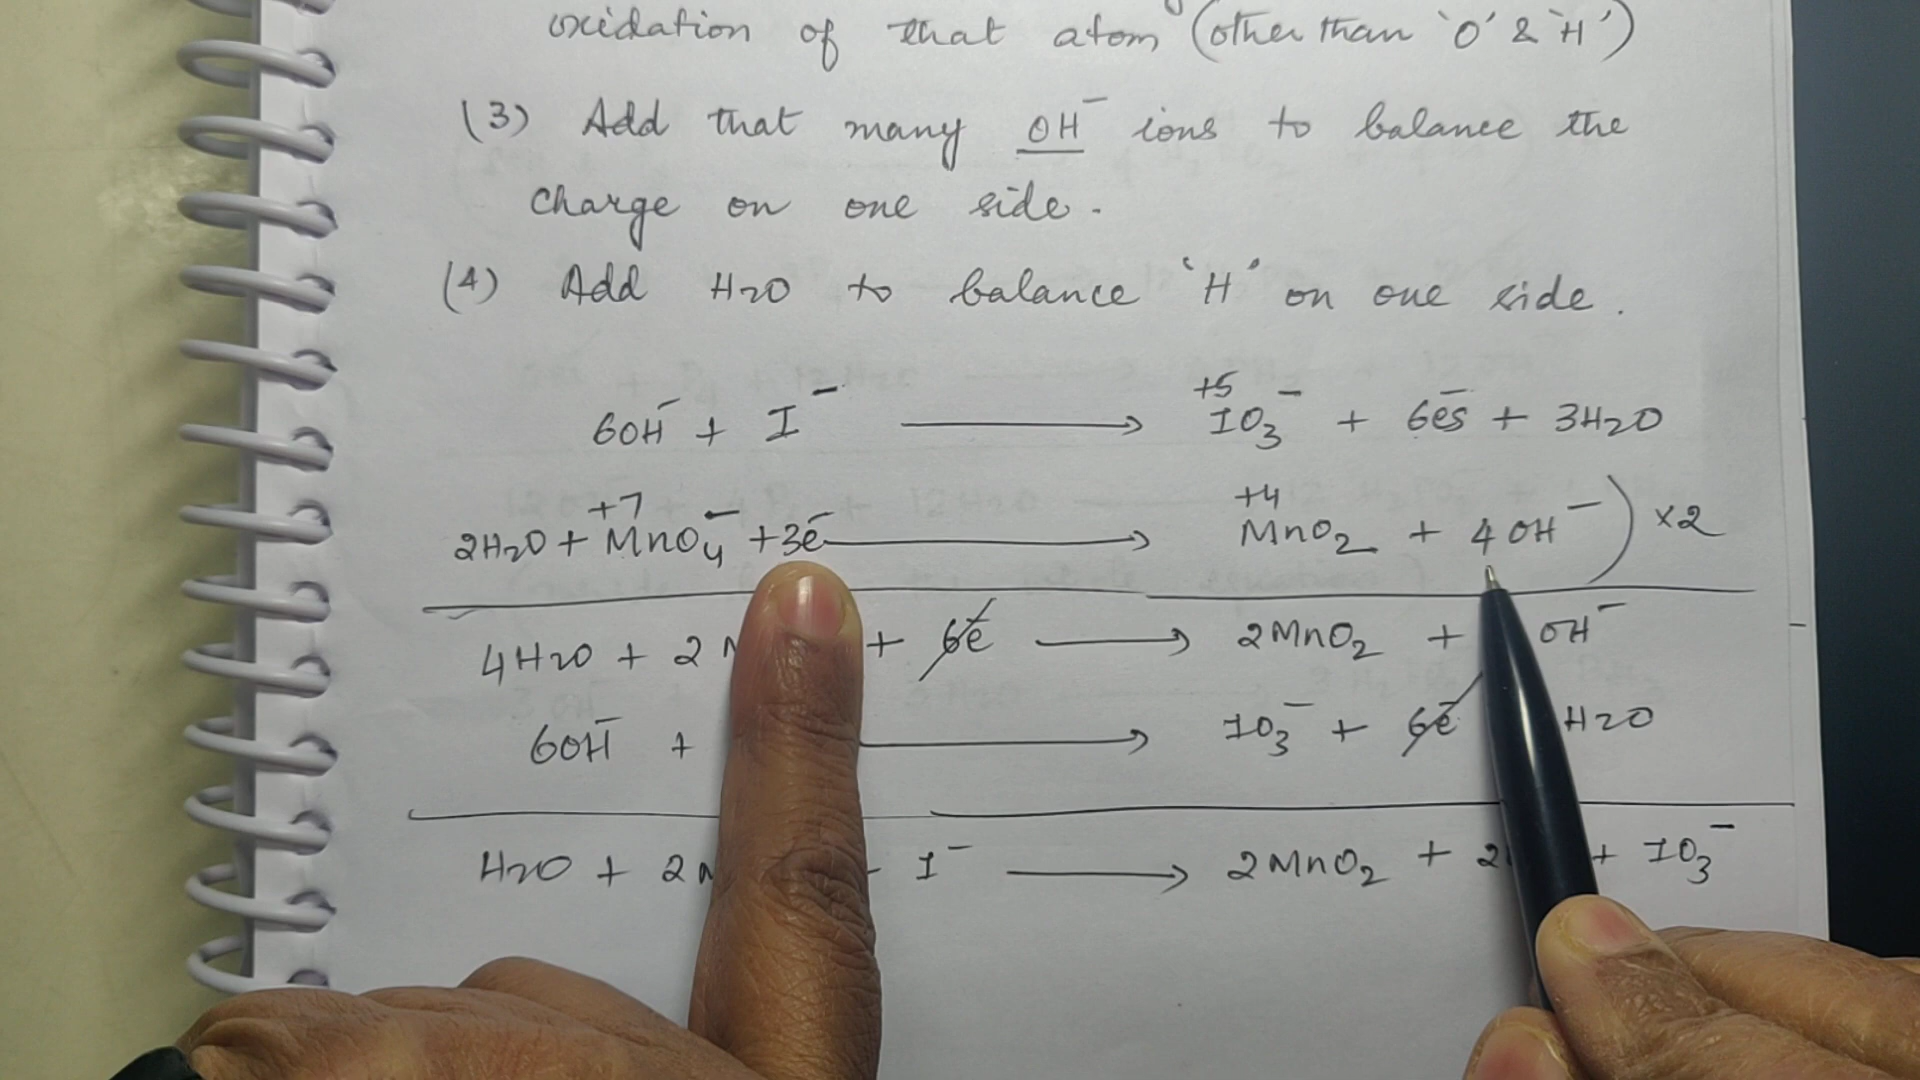 oxidation of that atom (other than 'O' & 'H')
(3) Add that many OH⁻ ions to balance the
charge on one side.
(4) Add H2O to balance 'H' on one side.
6OH⁻ + I⁻ → +5 IO3⁻ + 6e⁻s + 3H2O
2H2O + +7 MnO4⁻ + 3e⁻ → +4 MnO2 + 4OH⁻) ×2
4H2O + 2 + 6e⁻ → 2MnO2 + OH⁻
6OH⁻ + → IO3⁻ + 6e⁻ H2O
H2O + 2 I⁻ → 2MnO2 + 2 + IO3⁻